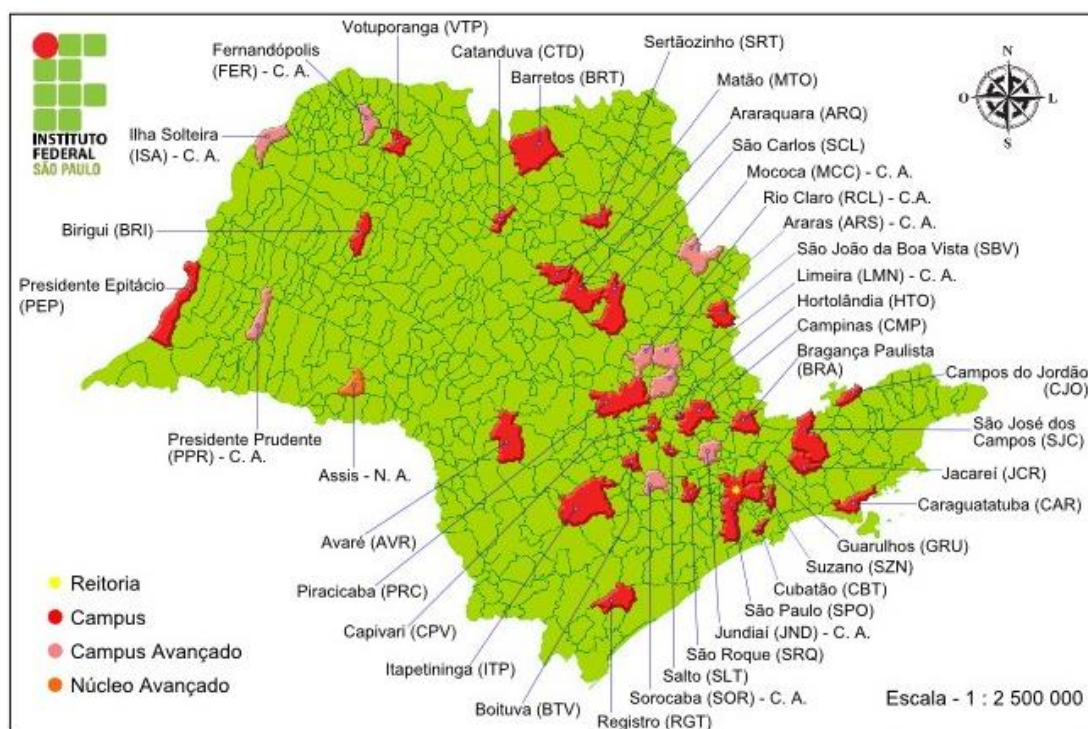 INSTITUTO
FEDERAL
SÃO PAULO
Votuporanga (VTP)
Fernandópolis
(FER) - C. A.
Catanduva (CTD)
Barretos (BRT)
Sertãozinho (SRT)
Matão (MTO)
Araraquara (ARQ)
São Carlos (SCL)
Mococa (MCC) - C. A.
Rio Claro (RCL) - C.A.
Araras (ARS) - C. A.
São João da Boa Vista (SBV)
Limeira (LMN) - C. A.
Hortolândia (HTO)
Campinas (CMP)
Bragança Paulista
(BRA)
Campos do Jordão
(CJO)
São José dos
Campos (SJC)
Jacareí (JCR)
Caraguatatuba (CAR)
Guarulhos (GRU)
Suzano (SZN)
Cubatão (CBT)
São Paulo (SPO)
Jundiaí (JND) - C. A.
São Roque (SRQ)
Salto (SLT)
Sorocaba (SOR) - C. A.
Registro (RGT)
Boituva (BTV)
Itapetininga (ITP)
Capivari (CPV)
Piracicaba (PRC)
Avaré (AVR)
Assis - N. A.
Presidente Prudente
(PPR) - C. A.
Presidente Epitácio
(PEP)
Birigui (BRI)
Ilha Solteira
(ISA) - C. A.
N
O
L
S
Reitoria
Campus
Campus Avançado
Núcleo Avançado
Escala - 1 : 2 500 000